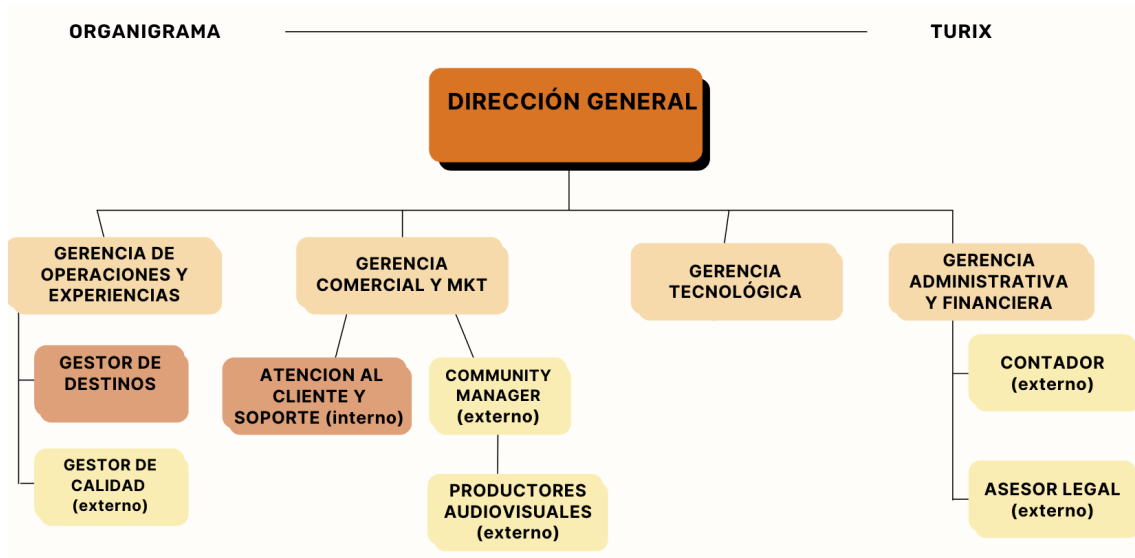 ORGANIGRAMA
TURIX
DIRECCIÓN GENERAL
GERENCIA DE
OPERACIONES Y
EXPERIENCIAS
GERENCIA
COMERCIAL Y MKT
GERENCIA
TECNOLÓGICA
GERENCIA
ADMINISTRATIVA
Y FINANCIERA
GESTOR DE
DESTINOS
ATENCION AL
CLIENTE Y
SOPORTE (interno)
COMMUNITY
MANAGER
(externo)
CONTADOR
(externo)
GESTOR DE
CALIDAD
(externo)
PRODUCTORES
AUDIOVISUALES
(externo)
ASESOR LEGAL
(externo)